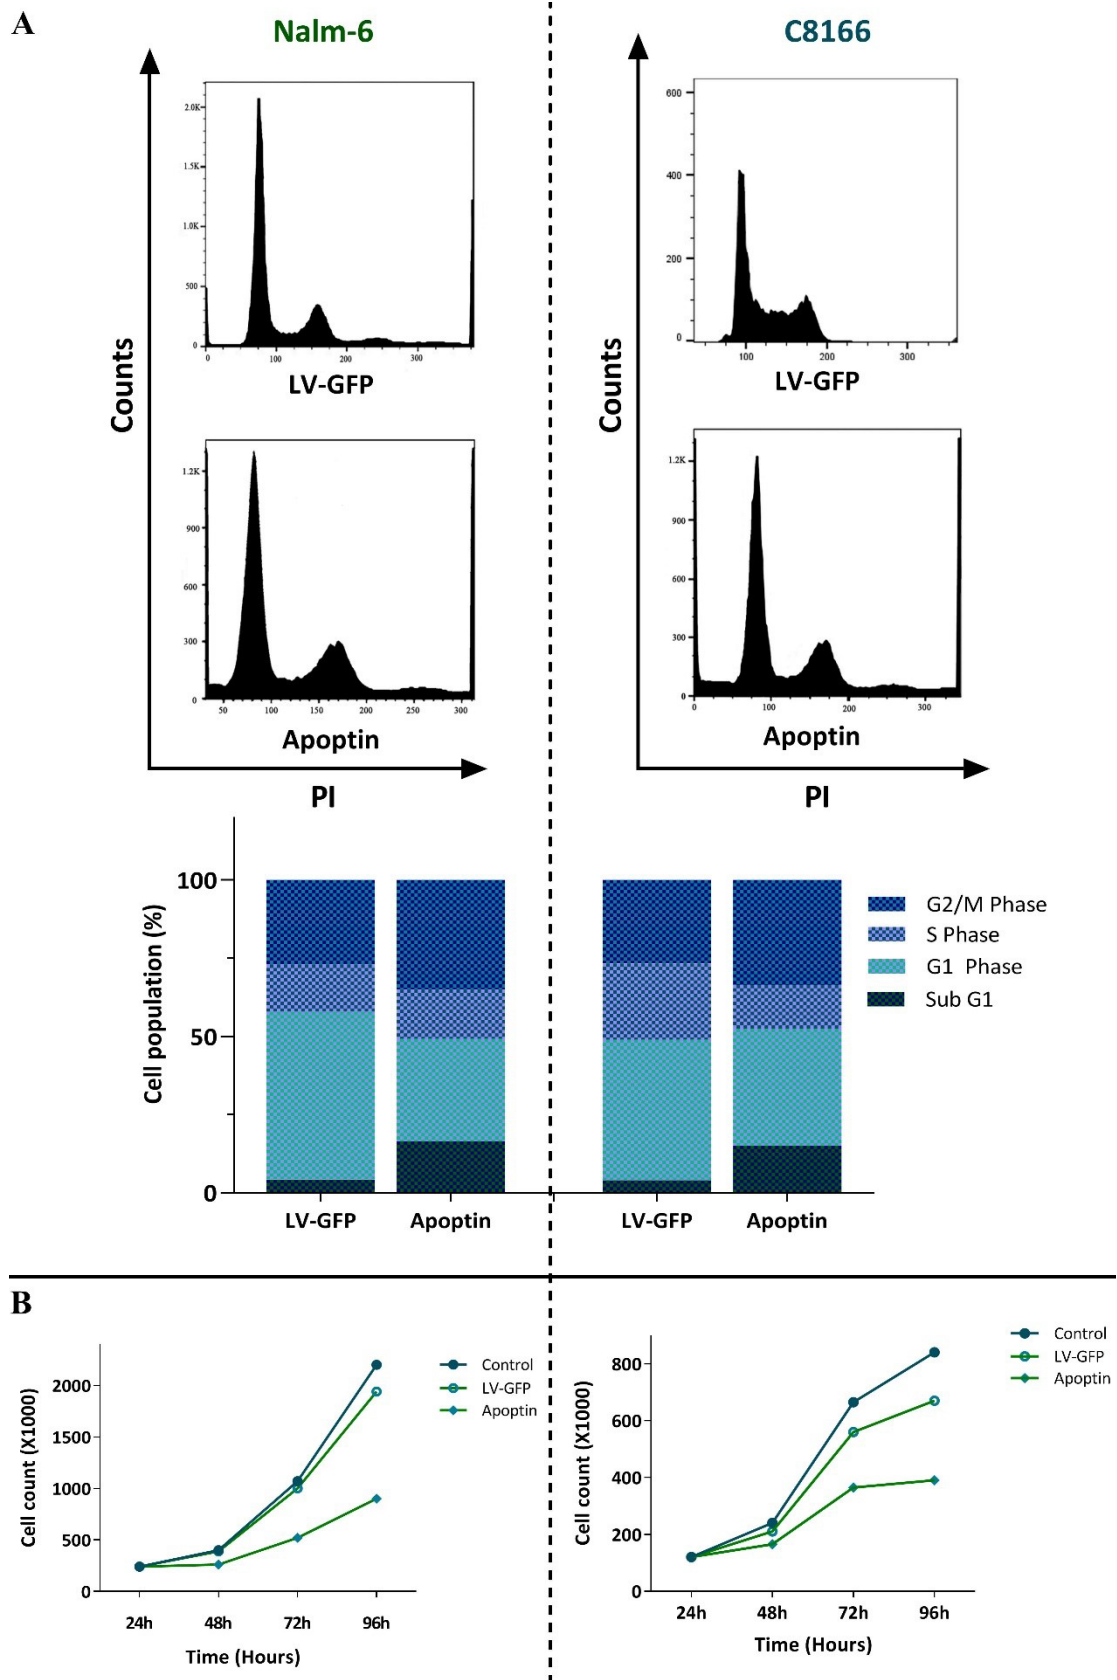 A
Nalm-6
C8166
Counts
2.0K
1.5K
1.0K
500
0
0 100 200 300
LV-GFP
1.2K
900
600
300
0
50 100 150 200 250 300
Apoptin
PI
Counts
600
400
200
0
100 200 300
LV-GFP
1.2K
900
600
300
0
0 100 200 300
Apoptin
PI
Cell population (%)
100
50
0
LV-GFP Apoptin LV-GFP Apoptin
G2/M Phase
S Phase
G1 Phase
Sub G1
B
Cell count (X1000)
2000
1500
1000
500
0
24h 48h 72h 96h
Time (Hours)
Control
LV-GFP
Apoptin
Cell count (X1000)
800
600
400
200
0
24h 48h 72h 96h
Time (Hours)
Control
LV-GFP
Apoptin